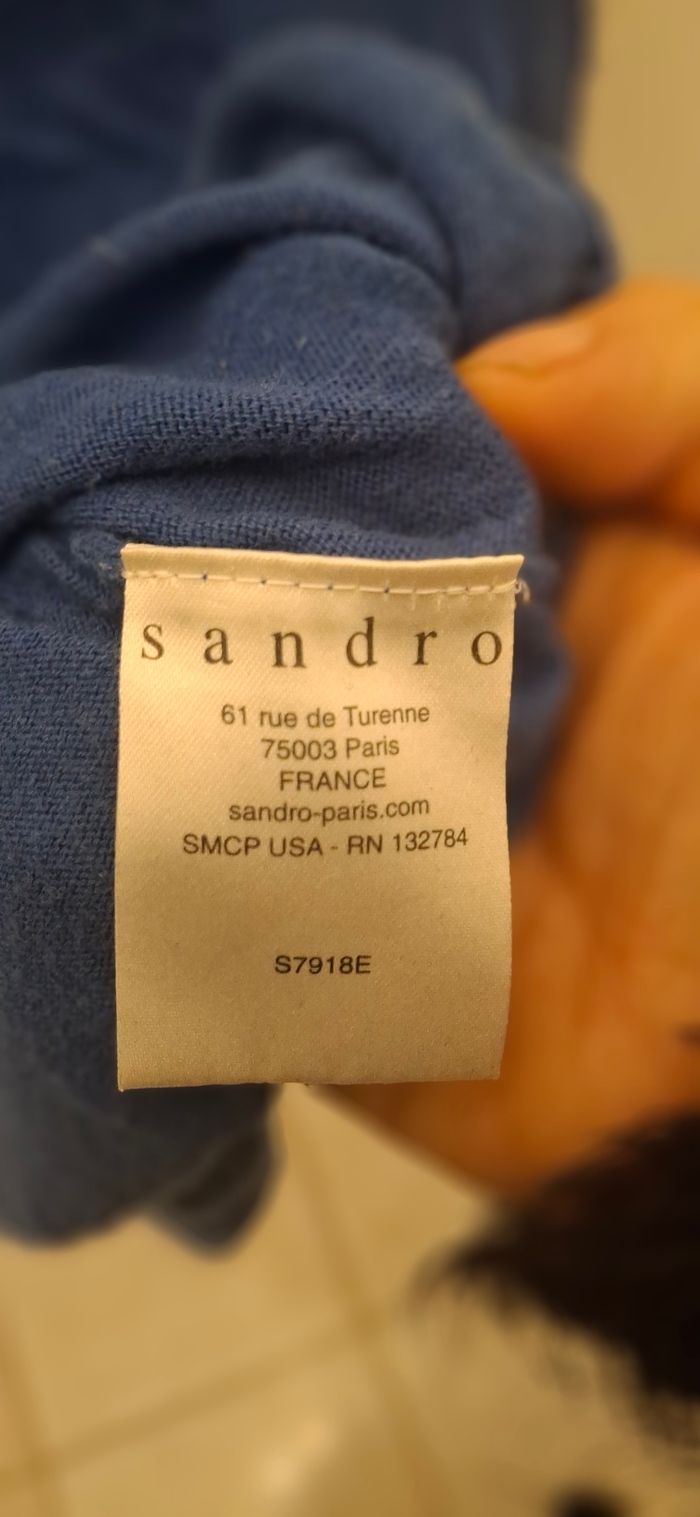 sandro
61 rue de Turenne
75003 Paris
FRANCE
sandro-paris.com
SMCP USA - RN 132784
S7918E